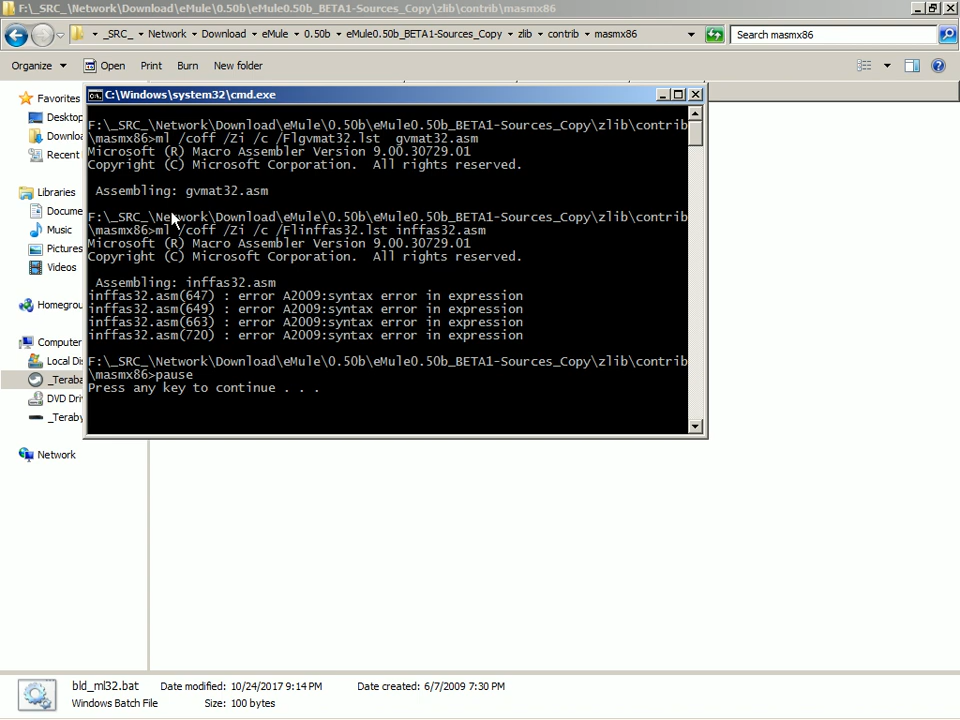 F:\_SRC_\Network\Download\eMule\0.50b\eMule0.50b_BETA1-Sources_Copy\zlib\contrib\masmx86
_SRC_ Network Download eMule 0.50b eMule0.50b_BETA1-Sources_Copy zlib contrib masmx86 Search masmx86
Organize Open Print Burn New folder
C:\Windows\system32\cmd.exe
F:\_SRC_\Network\Download\eMule\0.50b\eMule0.50b_BETA1-Sources_Copy\zlib\contrib
\masmx86>ml /coff /Zi /c /Flgvmat32.lst  gvmat32.asm
Microsoft (R) Macro Assembler Version 9.00.30729.01
Copyright (C) Microsoft Corporation.  All rights reserved.
Assembling: gvmat32.asm
F:\_SRC_\Network\Download\eMule\0.50b\eMule0.50b_BETA1-Sources_Copy\zlib\contrib
\masmx86>ml /coff /Zi /c /Flinffas32.lst inffas32.asm
Microsoft (R) Macro Assembler Version 9.00.30729.01
Copyright (C) Microsoft Corporation.  All rights reserved.
Assembling: inffas32.asm
inffas32.asm(647) : error A2009:syntax error in expression
inffas32.asm(649) : error A2009:syntax error in expression
inffas32.asm(663) : error A2009:syntax error in expression
inffas32.asm(720) : error A2009:syntax error in expression
F:\_SRC_\Network\Download\eMule\0.50b\eMule0.50b_BETA1-Sources_Copy\zlib\contrib
\masmx86>pause
Press any key to continue . . .
Favorites
Desktop
Downloa
Recent
Libraries
Docume
Music
Pictures
Videos
Homegrou
Computer
Local Dis
_Teraba
DVD Driv
_Teraby
Network
bld_ml32.bat Date modified: 10/24/2017 9:14 PM Date created: 6/7/2009 7:30 PM
Windows Batch File Size: 100 bytes